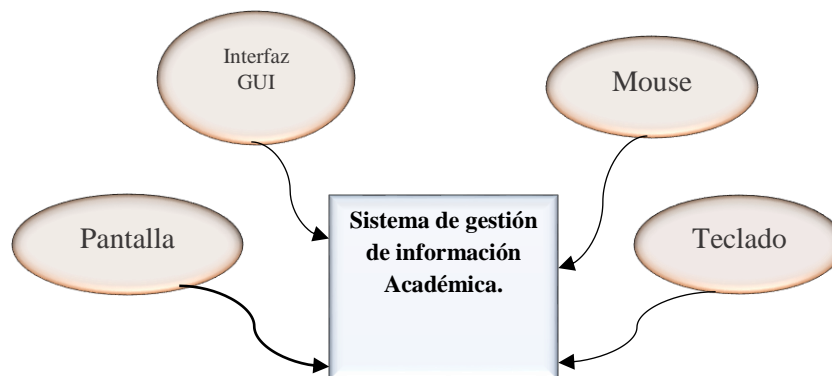 Interfaz
GUI
Mouse
Pantalla
Sistema de gestión
de información
Académica.
Teclado